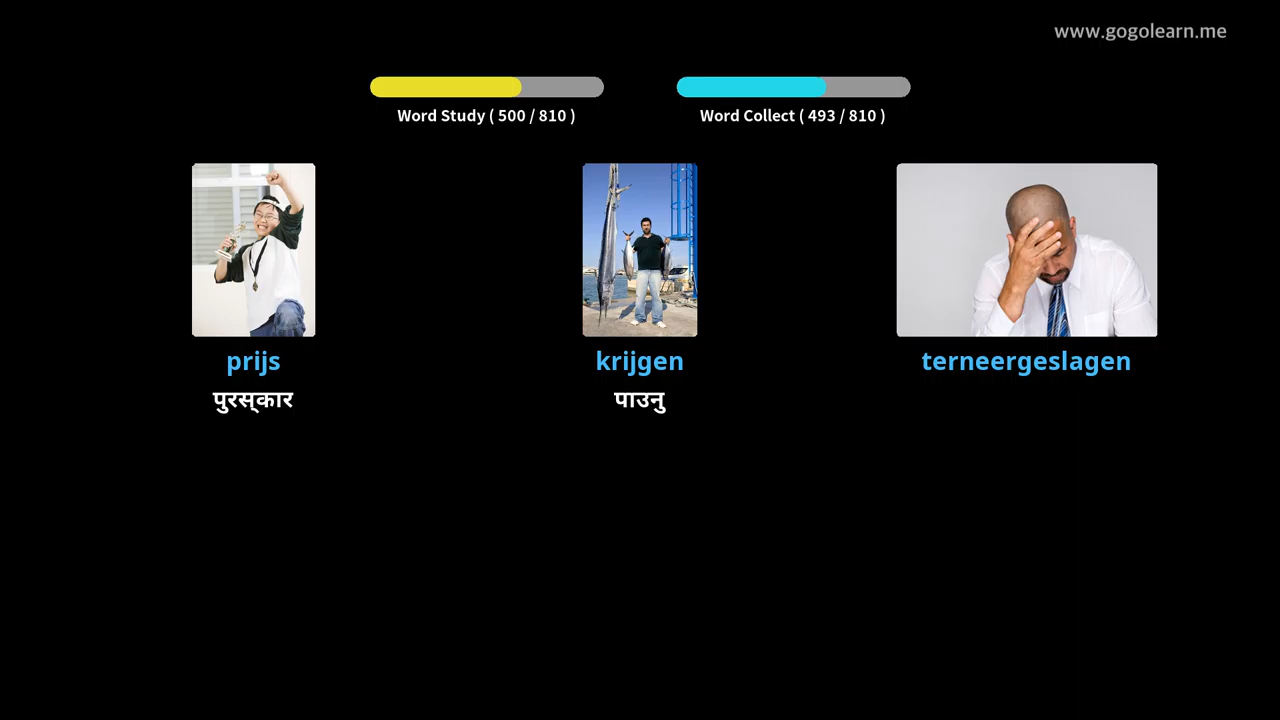 www.gogolearn.me
Word Study ( 500 / 810 )
Word Collect ( 493 / 810 )
prijs
krijgen
terneergeslagen
पुरस्कार
पाउनु